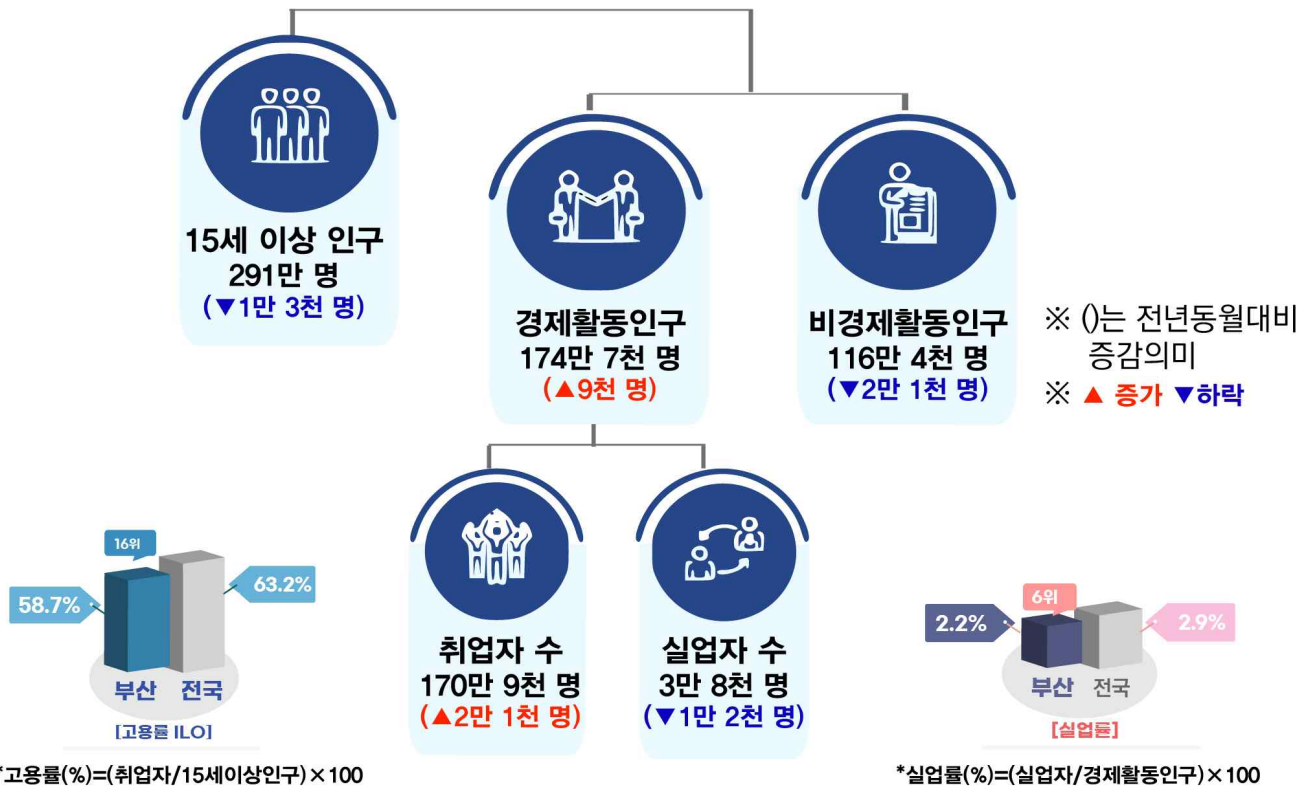 15세 이상 인구
291만 명
(▼1만 3천 명)
경제활동인구
174만 7천 명
(▲9천 명)
비경제활동인구
116만 4천 명
(▼2만 1천 명)
※ ()는 전년동월대비
증감의미
※ ▲ 증가 ▼하락
취업자 수
170만 9천 명
(▲2만 1천 명)
실업자 수
3만 8천 명
(▼1만 2천 명)
16위
58.7%
63.2%
부산 전국
[고용률 ILO]
*고용률(%)=(취업자/15세이상인구)×100
6위
2.2%
2.9%
부산 전국
[실업률]
*실업률(%)=(실업자/경제활동인구)×100